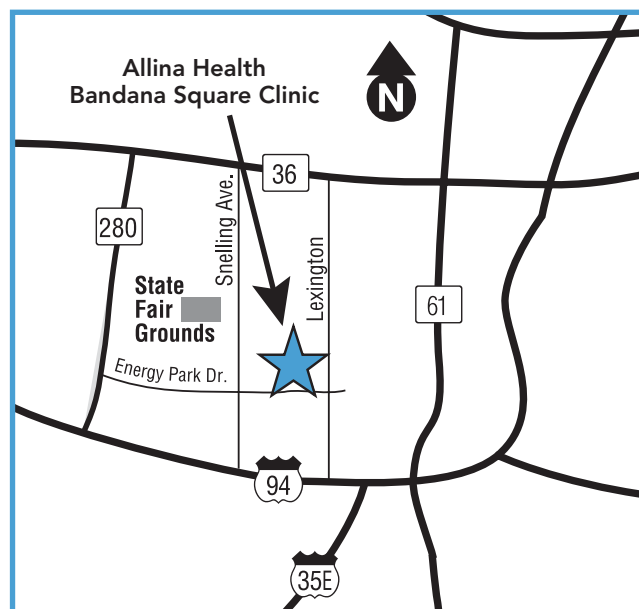 Allina Health
Bandana Square Clinic
N
36
280
Snelling Ave.
Lexington
State
Fair
Grounds
61
Energy Park Dr.
94
35E